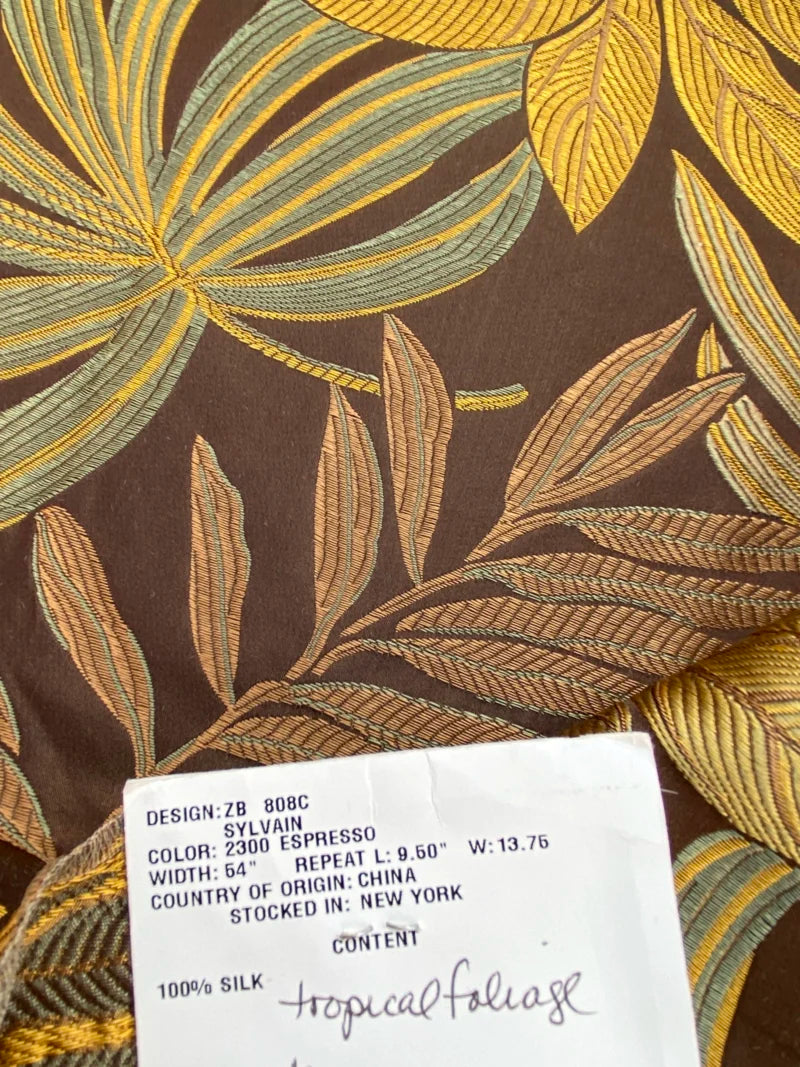 DESIGN: ZB 808C
SYLVAIN
COLOR: 2300 ESPRESSO
WIDTH: 54" REPEAT L: 9.50" W: 13.75
COUNTRY OF ORIGIN: CHINA
STOCKED IN: NEW YORK
CONTENT
100% SILK
tropical foliage